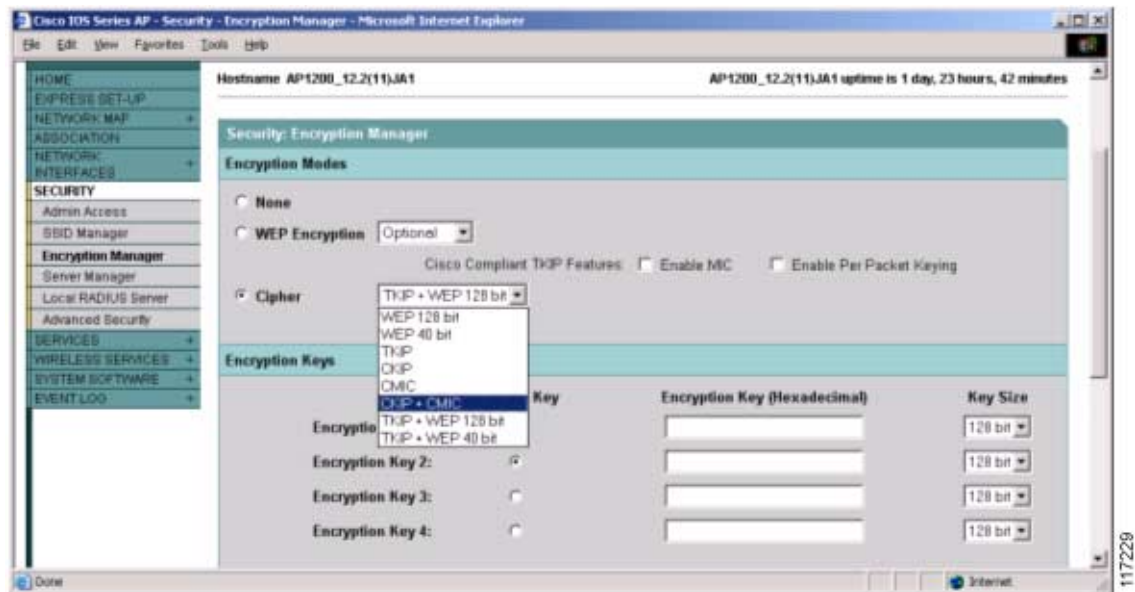 Cisco IOS Series AP - Security - Encryption Manager - Microsoft Internet Explorer
File Edit View Favorites Tools Help
HOME
EXPRESS SET-UP
NETWORK MAP +
ASSOCIATION
NETWORK INTERFACES +
SECURITY
Admin Access
SSID Manager
Encryption Manager
Server Manager
Local RADIUS Server
Advanced Security
SERVICES +
WIRELESS SERVICES +
SYSTEM SOFTWARE +
EVENT LOG +
Hostname AP1200_12.2(11)JA1
AP1200_12.2(11)JA1 uptime is 1 day, 23 hours, 42 minutes
Security: Encryption Manager
Encryption Modes
None
WEP Encryption Optional
Cisco Compliant TKIP Features: Enable MIC Enable Per Packet Keying
Cipher TKIP + WEP 128 bit
WEP 128 bit
WEP 40 bit
TKIP
CKIP
CMIC
CKIP + CMIC
TKIP + WEP 128 bit
TKIP + WEP 40 bit
Encryption Keys
Key Encryption Key (Hexadecimal) Key Size
Encryptio 128 bit
Encryption Key 2: 128 bit
Encryption Key 3: 128 bit
Encryption Key 4: 128 bit
Done Internet
117229